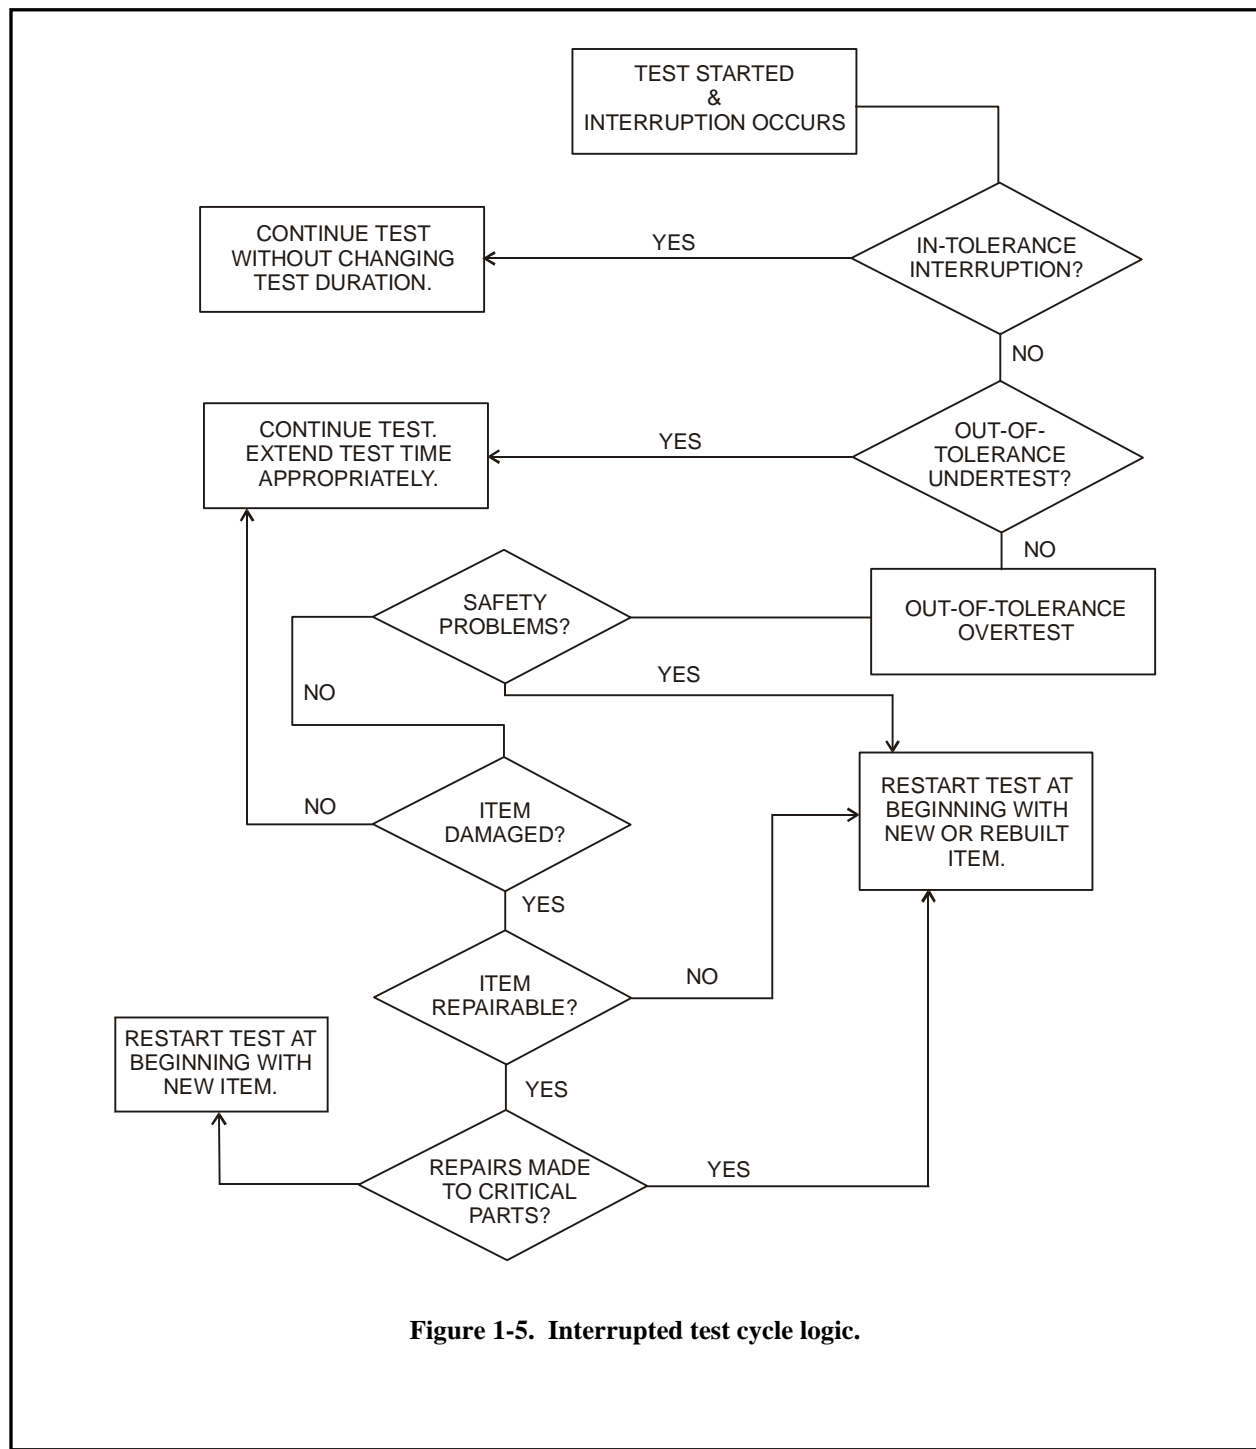 TEST STARTED
&
INTERRUPTION OCCURS
IN-TOLERANCE
INTERRUPTION?
YES
CONTINUE TEST
WITHOUT CHANGING
TEST DURATION.
NO
OUT-OF-
TOLERANCE
UNDERTEST?
YES
CONTINUE TEST.
EXTEND TEST TIME
APPROPRIATELY.
NO
OUT-OF-TOLERANCE
OVERTEST
SAFETY
PROBLEMS?
YES
NO
RESTART TEST AT
BEGINNING WITH
NEW OR REBUILT
ITEM.
ITEM
DAMAGED?
NO
YES
ITEM
REPAIRABLE?
NO
YES
RESTART TEST AT
BEGINNING WITH
NEW ITEM.
REPAIRS MADE
TO CRITICAL
PARTS?
YES
Figure 1-5. Interrupted test cycle logic.